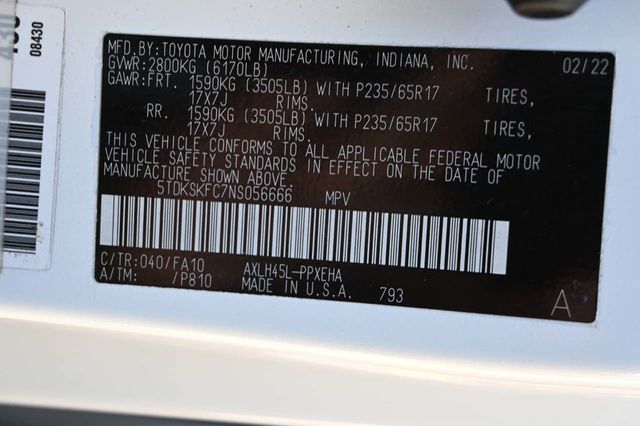 08430
MFD.BY:TOYOTA MOTOR MANUFACTURING, INDIANA, INC. 02/22
GVWR:2800KG (6170LB)
GAWR:FRT. 1590KG (3505LB) WITH P235/65R17 TIRES,
17X7J RIMS.
RR. 1590KG (3505LB) WITH P235/65R17 TIRES,
17X7J RIMS.
THIS VEHICLE CONFORMS TO ALL APPLICABLE FEDERAL MOTOR
VEHICLE SAFETY STANDARDS IN EFFECT ON THE DATE OF
MANUFACTURE SHOWN ABOVE.
5TDKSKFC7NS056666 MPV
C/TR:040/FA10 AXLH45L-PPXEHA
A/TM: /P810 MADE IN U.S.A. 793
A